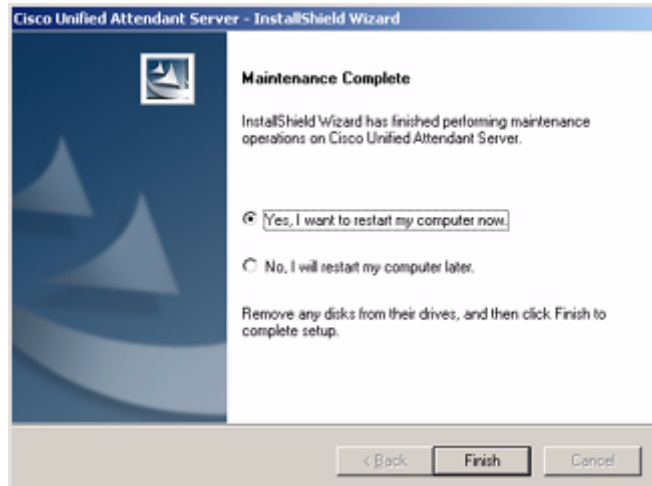 Cisco Unified Attendant Server - InstallShield Wizard
Maintenance Complete
InstallShield Wizard has finished performing maintenance
operations on Cisco Unified Attendant Server.
Yes, I want to restart my computer now.
No, I will restart my computer later.
Remove any disks from their drives, and then click Finish to
complete setup.
< Back Finish Cancel